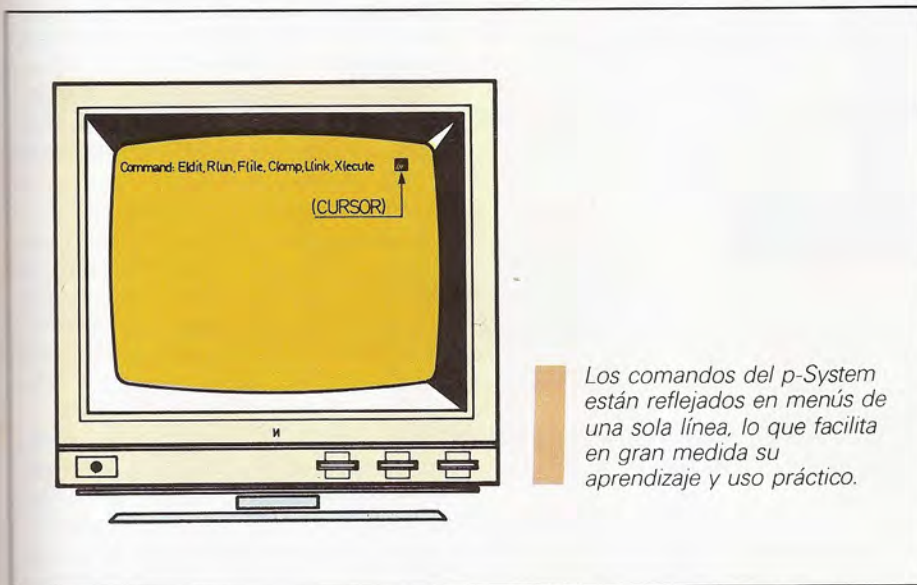 Command: E(dit, R(un, F(ile, C(omp, L(ink, X(ecute
(CURSOR)
Los comandos del p-System
están reflejados en menús de
una sola línea, lo que facilita
en gran medida su
aprendizaje y uso práctico.